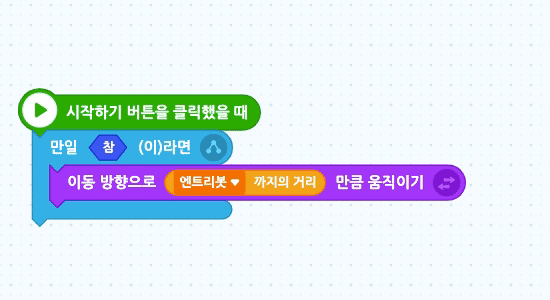 시작하기 버튼을 클릭했을 때
만일 참 (이)라면
이동 방향으로 엔트리봇 까지의 거리 만큼 움직이기